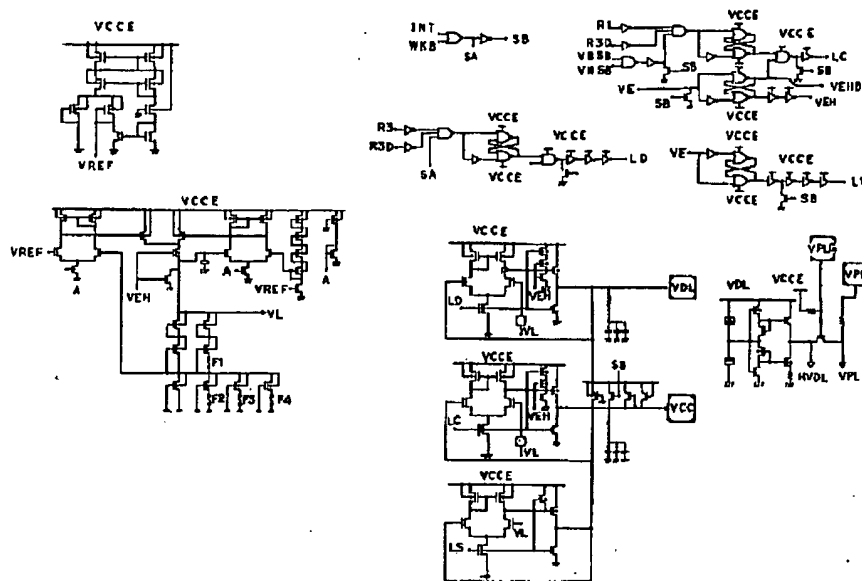 VCCE
VREF
INT
WKB
SA
SB
R1
R3D
VBSB
SB
VE
SB
VCCE
VCCE
LC
SB
VEHD
VEH
VCCE
R3
R3D
SA
VCCE
VCCE
LD
VE
VCCE
VCCE
SB
VCCE
VREF
A
VEH
A
VREF
A
VL
F1
F2
F3
F4
VCCE
VEH
LD
VL
VDL
VCCE
VEH
LC
VL
SB
VCC
VCCE
VL
LS
VDL
VCCE
VPL
HVDL
VPL